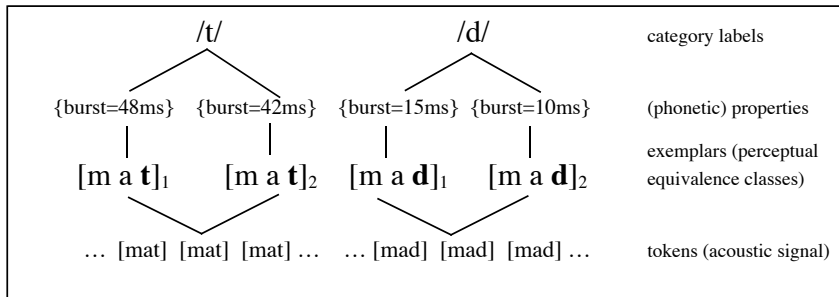 /t/ /d/ category labels
{burst=48ms} {burst=42ms} {burst=15ms} {burst=10ms} (phonetic) properties
[m a t]1 [m a t]2 [m a d]1 [m a d]2 exemplars (perceptual
equivalence classes)
… [mat] [mat] [mat] … … [mad] [mad] [mad] … tokens (acoustic signal)